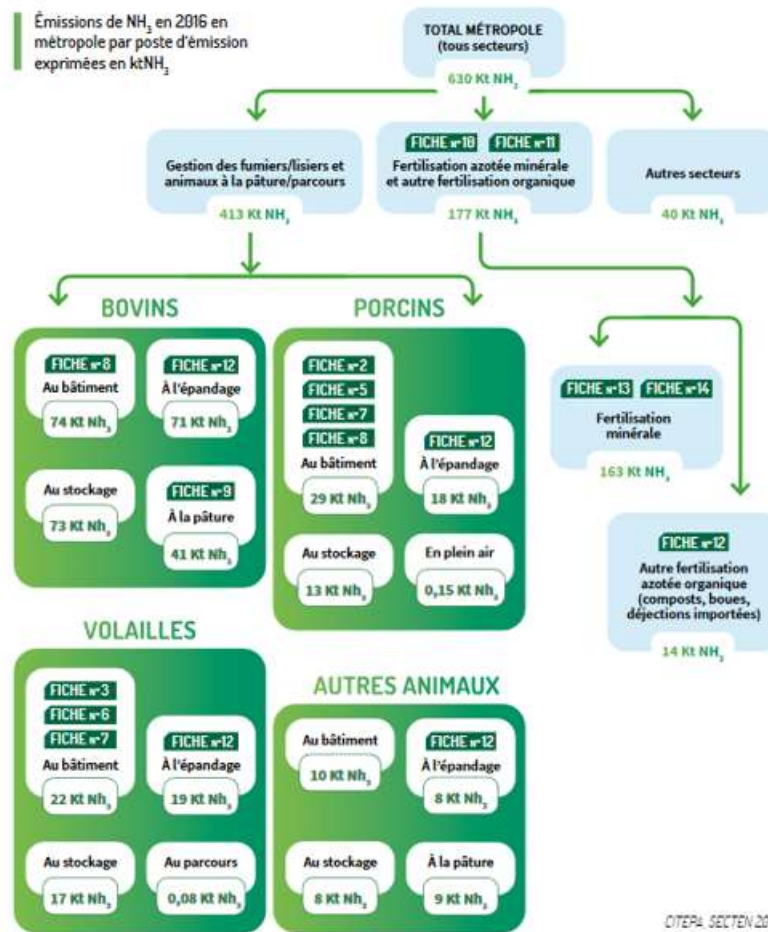 Émissions de NH₃ en 2016 en
métropole par poste d'émission
exprimées en ktNH₃
TOTAL MÉTROPOLE
(tous secteurs)
630 Kt NH₃
Gestion des fumiers/lisiers et
animaux à la pâture/parcours
413 Kt NH₃
FICHE n°10 FICHE n°11
Fertilisation azotée minérale
et autre fertilisation organique
177 Kt NH₃
Autres secteurs
40 Kt NH₃
BOVINS
FICHE n°8
Au bâtiment
74 Kt Nh₃
FICHE n°12
À l'épandage
71 Kt Nh₃
Au stockage
73 Kt Nh₃
FICHE n°9
À la pâture
41 Kt Nh₃
PORCINS
FICHE n°2
FICHE n°5
FICHE n°7
FICHE n°8
Au bâtiment
29 Kt Nh₃
FICHE n°12
À l'épandage
18 Kt Nh₃
Au stockage
13 Kt Nh₃
En plein air
0,15 Kt Nh₃
FICHE n°13 FICHE n°14
Fertilisation
minérale
163 Kt NH₃
FICHE n°12
Autre fertilisation
azotée organique
(composts, boues,
déjections importées)
14 Kt NH₃
VOLAILLES
FICHE n°3
FICHE n°6
FICHE n°7
Au bâtiment
22 Kt Nh₃
FICHE n°12
À l'épandage
19 Kt Nh₃
Au stockage
17 Kt Nh₃
Au parcours
0,08 Kt Nh₃
AUTRES ANIMAUX
Au bâtiment
10 Kt Nh₃
FICHE n°12
À l'épandage
8 Kt Nh₃
Au stockage
8 Kt Nh₃
À la pâture
9 Kt Nh₃
CITEPA, SECTEN